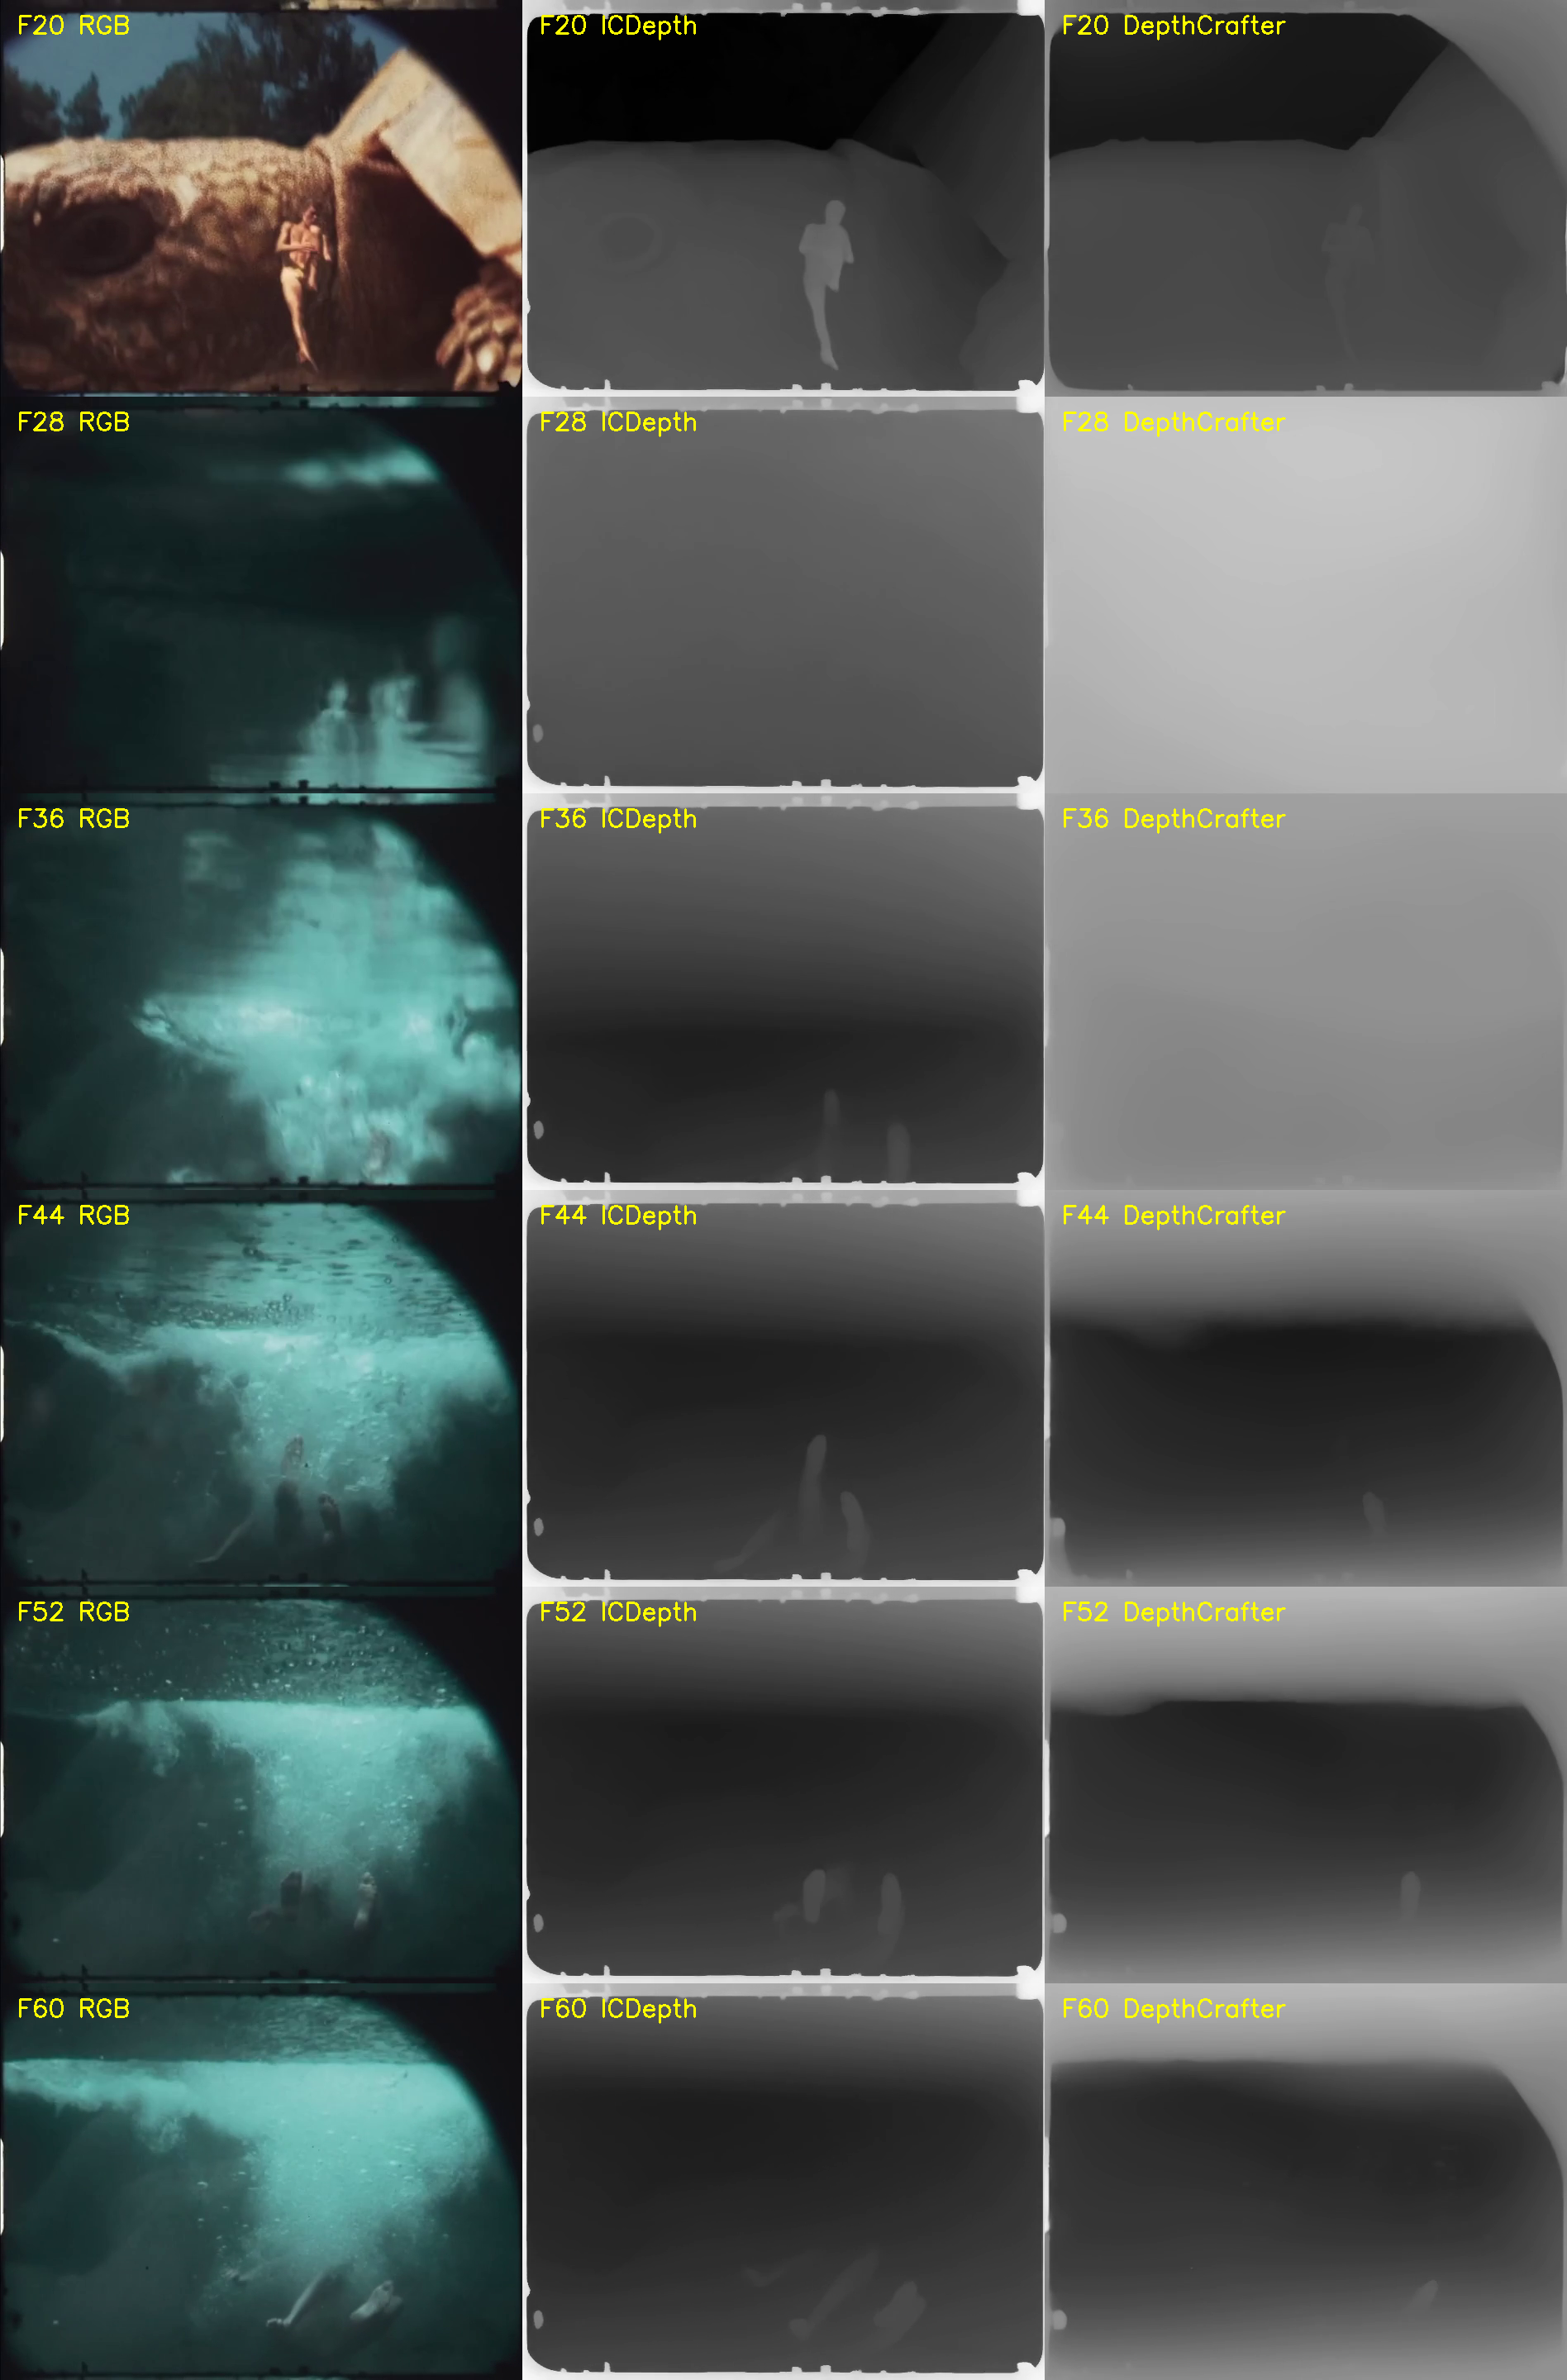 F20 RGB
F20 ICDepth
F20 DepthCrafter
F28 RGB
F28 ICDepth
F28 DepthCrafter
F36 RGB
F36 ICDepth
F36 DepthCrafter
F44 RGB
F44 ICDepth
F44 DepthCrafter
F52 RGB
F52 ICDepth
F52 DepthCrafter
F60 RGB
F60 ICDepth
F60 DepthCrafter